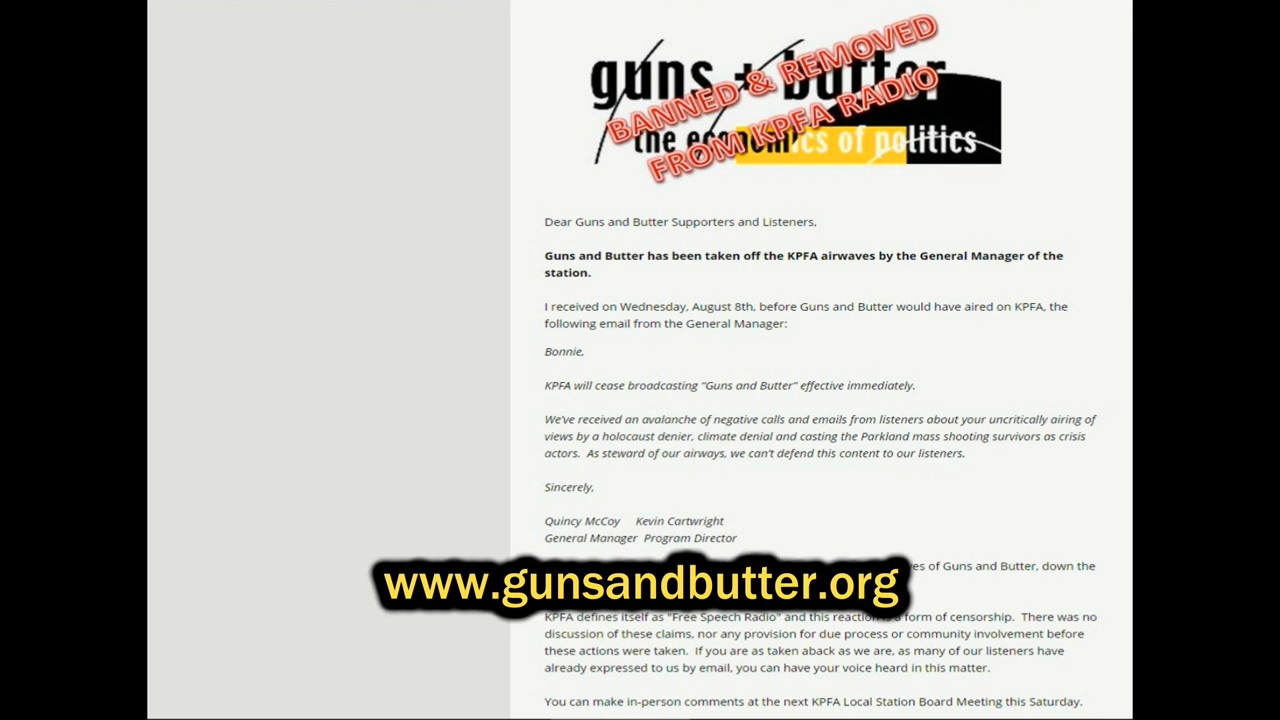 guns + butter
BANNED & REMOVED
FROM KPFA RADIO
the economics of politics
Dear Guns and Butter Supporters and Listeners,
Guns and Butter has been taken off the KPFA airwaves by the General Manager of the
station.
I received on Wednesday, August 8th, before Guns and Butter would have aired on KPFA, the
following email from the General Manager:
Bonnie,
KPFA will cease broadcasting “Guns and Butter” effective immediately.
We’ve received an avalanche of negative calls and emails from listeners about your uncritically airing of
views by a holocaust denier, climate denial and casting the Parkland mass shooting survivors as crisis
actors. As steward of our airways, we can’t defend this content to our listeners.
Sincerely,
Quincy McCoy Kevin Cartwright
General Manager Program Director
of Guns and Butter, down the
www.gunsandbutter.org
KPFA defines itself as "Free Speech Radio" and this reaction is a form of censorship. There was no
discussion of these claims, nor any provision for due process or community involvement before
these actions were taken. If you are as taken aback as we are, as many of our listeners have
already expressed to us by email, you can have your voice heard in this matter.
You can make in-person comments at the next KPFA Local Station Board Meeting this Saturday.